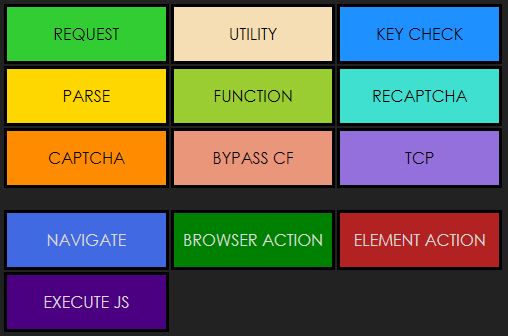 REQUEST
UTILITY
KEY CHECK
PARSE
FUNCTION
RECAPTCHA
CAPTCHA
BYPASS CF
TCP
NAVIGATE
BROWSER ACTION
ELEMENT ACTION
EXECUTE JS